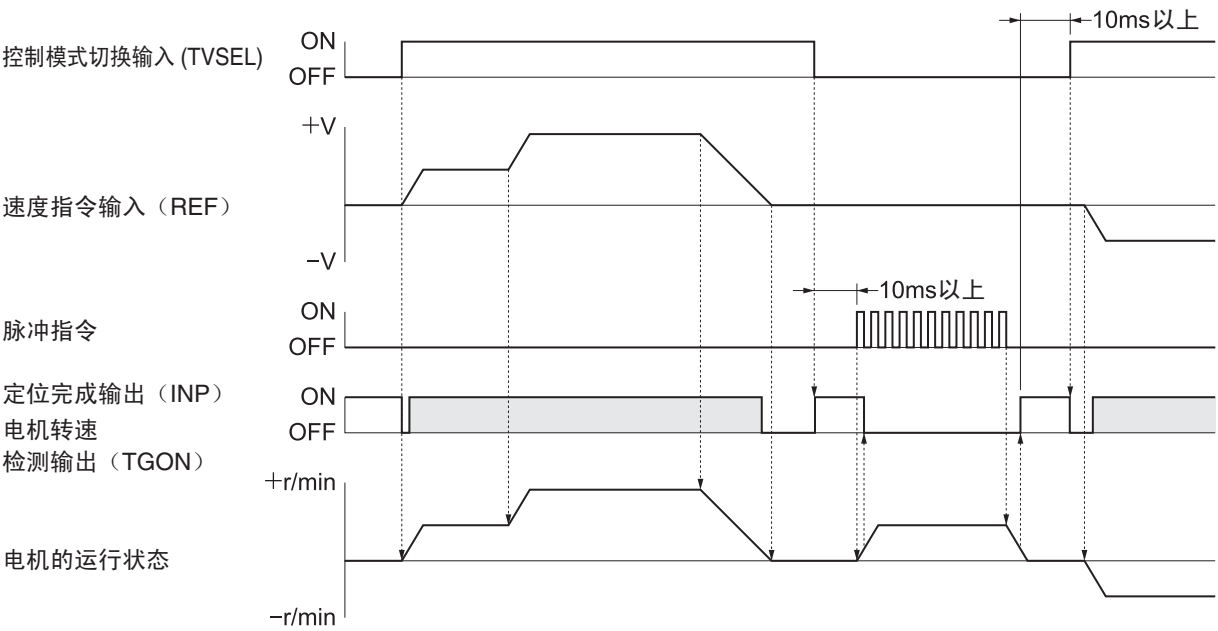 10ms以上
控制模式切换输入 (TVSEL)
ON
OFF
+V
速度指令输入（REF）
−V
10ms以上
脉冲指令
ON
OFF
定位完成输出（INP）
ON
电机转速
OFF
检测输出（TGON）
+r/min
电机的运行状态
−r/min